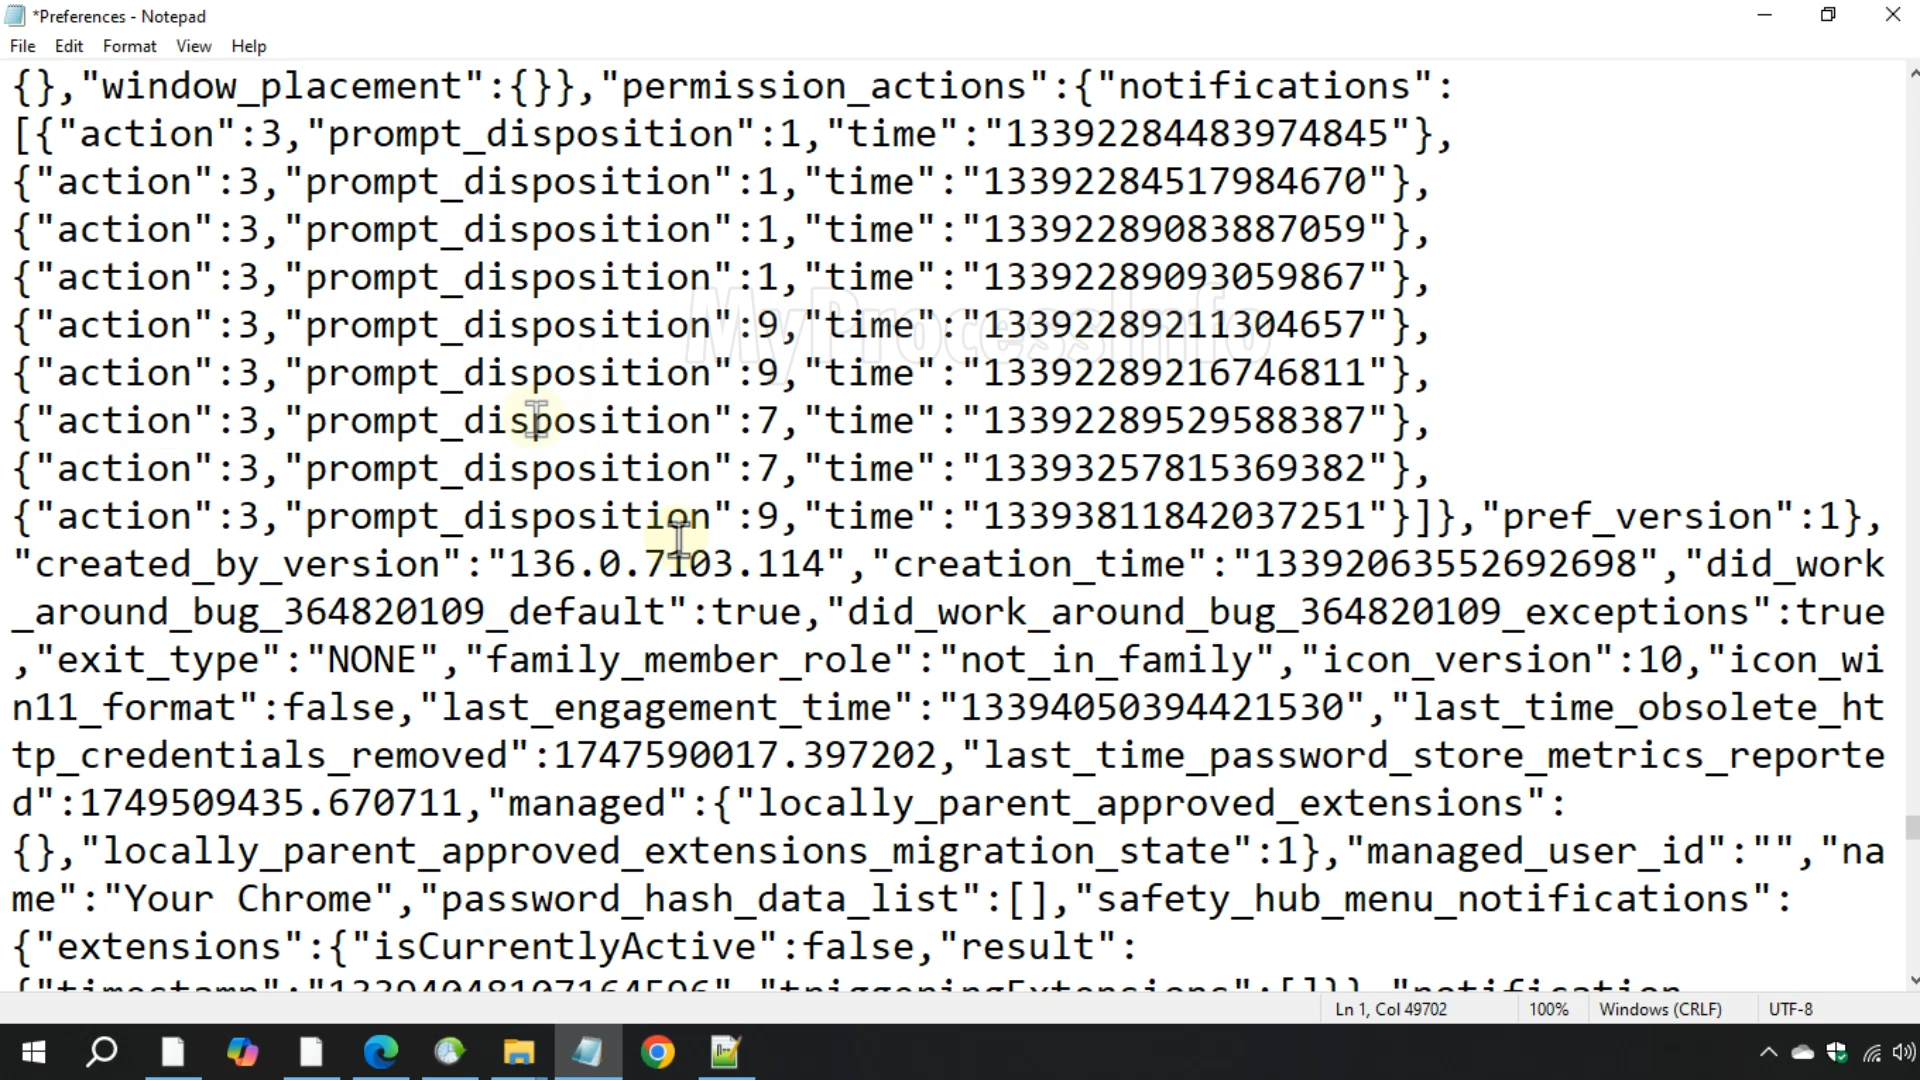 *Preferences - Notepad
File Edit Format View Help
{},"window_placement":{}},"permission_actions":{"notifications":
[{"action":3,"prompt_disposition":1,"time":"13392284483974845"},
{"action":3,"prompt_disposition":1,"time":"13392284517984670"},
{"action":3,"prompt_disposition":1,"time":"13392289083887059"},
{"action":3,"prompt_disposition":1,"time":"13392289093059867"},
MyProcessInfo
{"action":3,"prompt_disposition":9,"time":"13392289211304657"},
{"action":3,"prompt_disposition":9,"time":"13392289216746811"},
{"action":3,"prompt_disposition":7,"time":"13392289529588387"},
{"action":3,"prompt_disposition":7,"time":"13393257815369382"},
{"action":3,"prompt_disposition":9,"time":"13393811842037251"}]},"pref_version":1},
"created_by_version":"136.0.7103.114","creation_time":"13392063552692698","did_work
_around_bug_364820109_default":true,"did_work_around_bug_364820109_exceptions":true
,"exit_type":"NONE","family_member_role":"not_in_family","icon_version":10,"icon_wi
n11_format":false,"last_engagement_time":"13394050394421530","last_time_obsolete_ht
tp_credentials_removed":1747590017.397202,"last_time_password_store_metrics_reporte
d":1749509435.670711,"managed":{"locally_parent_approved_extensions":
{},"locally_parent_approved_extensions_migration_state":1},"managed_user_id":"","na
me":"Your Chrome","password_hash_data_list":[],"safety_hub_menu_notifications":
{"extensions":{"isCurrentlyActive":false,"result":
{"timestamp":"13394048107164596","triggeringExtensions":[]}},"notification
Ln 1, Col 49702 100% Windows (CRLF) UTF-8